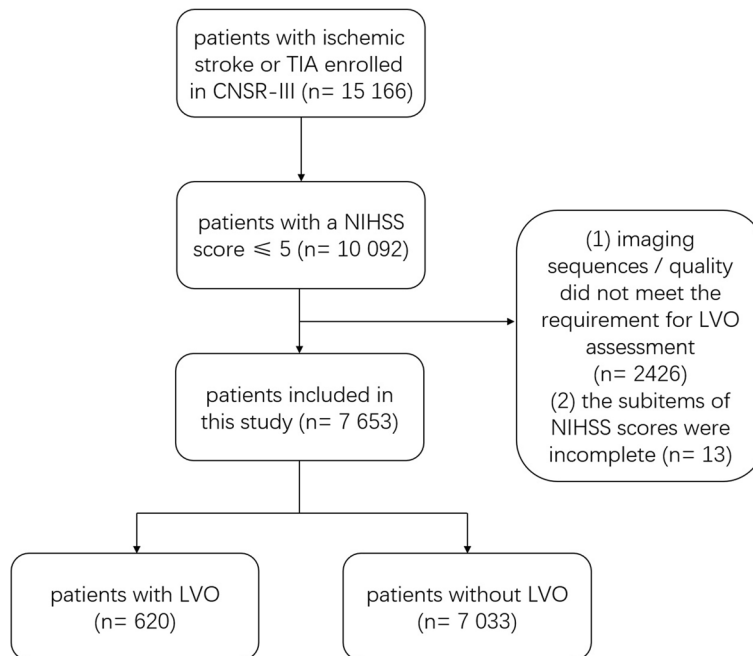 patients with ischemic
stroke or TIA enrolled
in CNSR-III (n= 15 166)
patients with a NIHSS
score ≤ 5 (n= 10 092)
(1) imaging
sequences / quality
did not meet the
requirement for LVO
assessment
(n= 2426)
(2) the subitems of
NIHSS scores were
incomplete (n= 13)
patients included in
this study (n= 7 653)
patients with LVO
(n= 620)
patients without LVO
(n= 7 033)